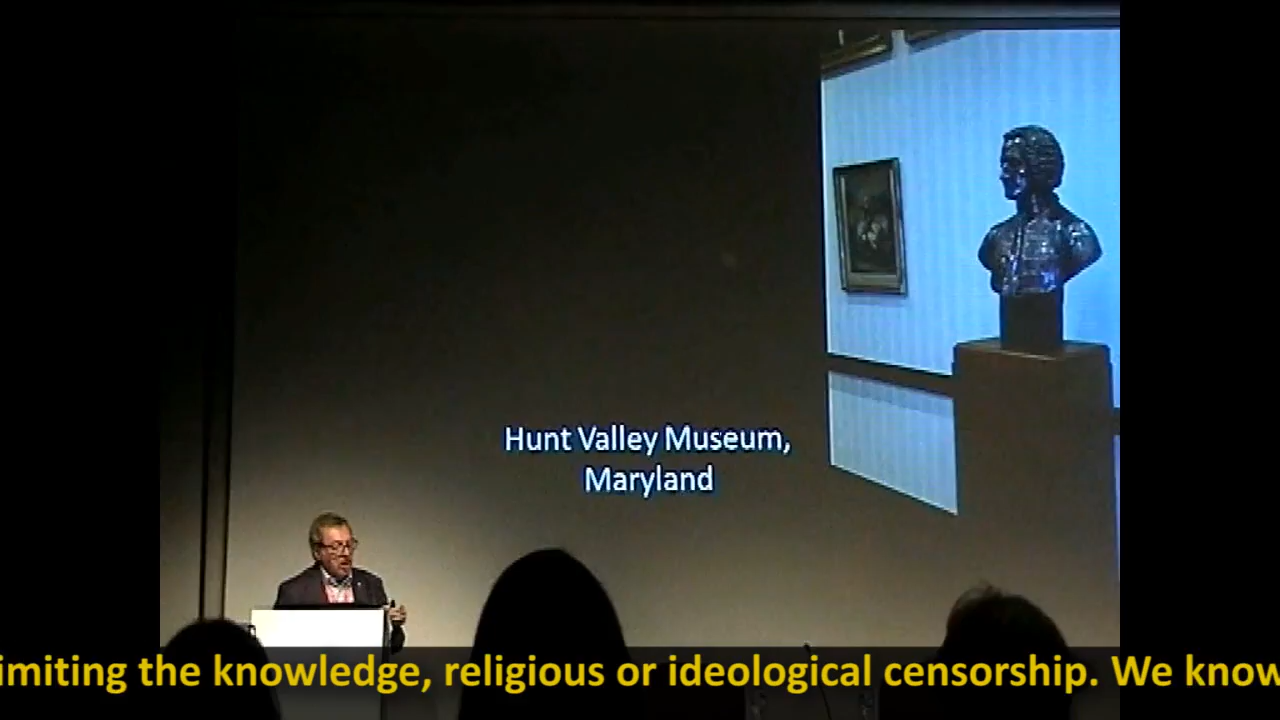 Hunt Valley Museum,
Maryland
imiting the knowledge, religious or ideological censorship. We know